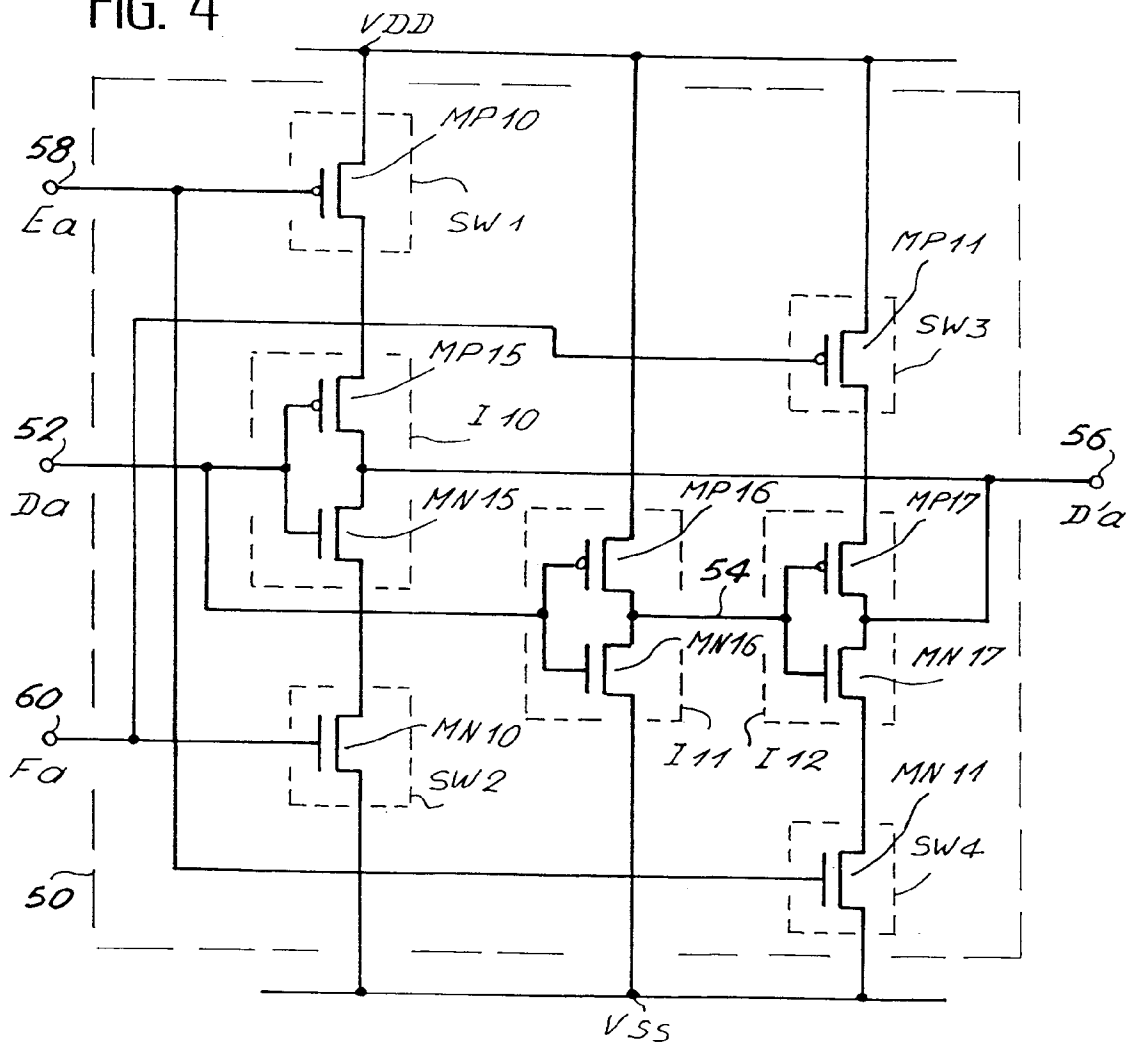 FIG. 4
VDD
MP10
58
Ea
SW1
MP11
SW3
MP15
I10
52
Da
56
D'a
MN15
MP16
MP17
54
MN16
MN17
60
Fa
MN10
SW2
I11
I12
MN11
SW4
50
VSS